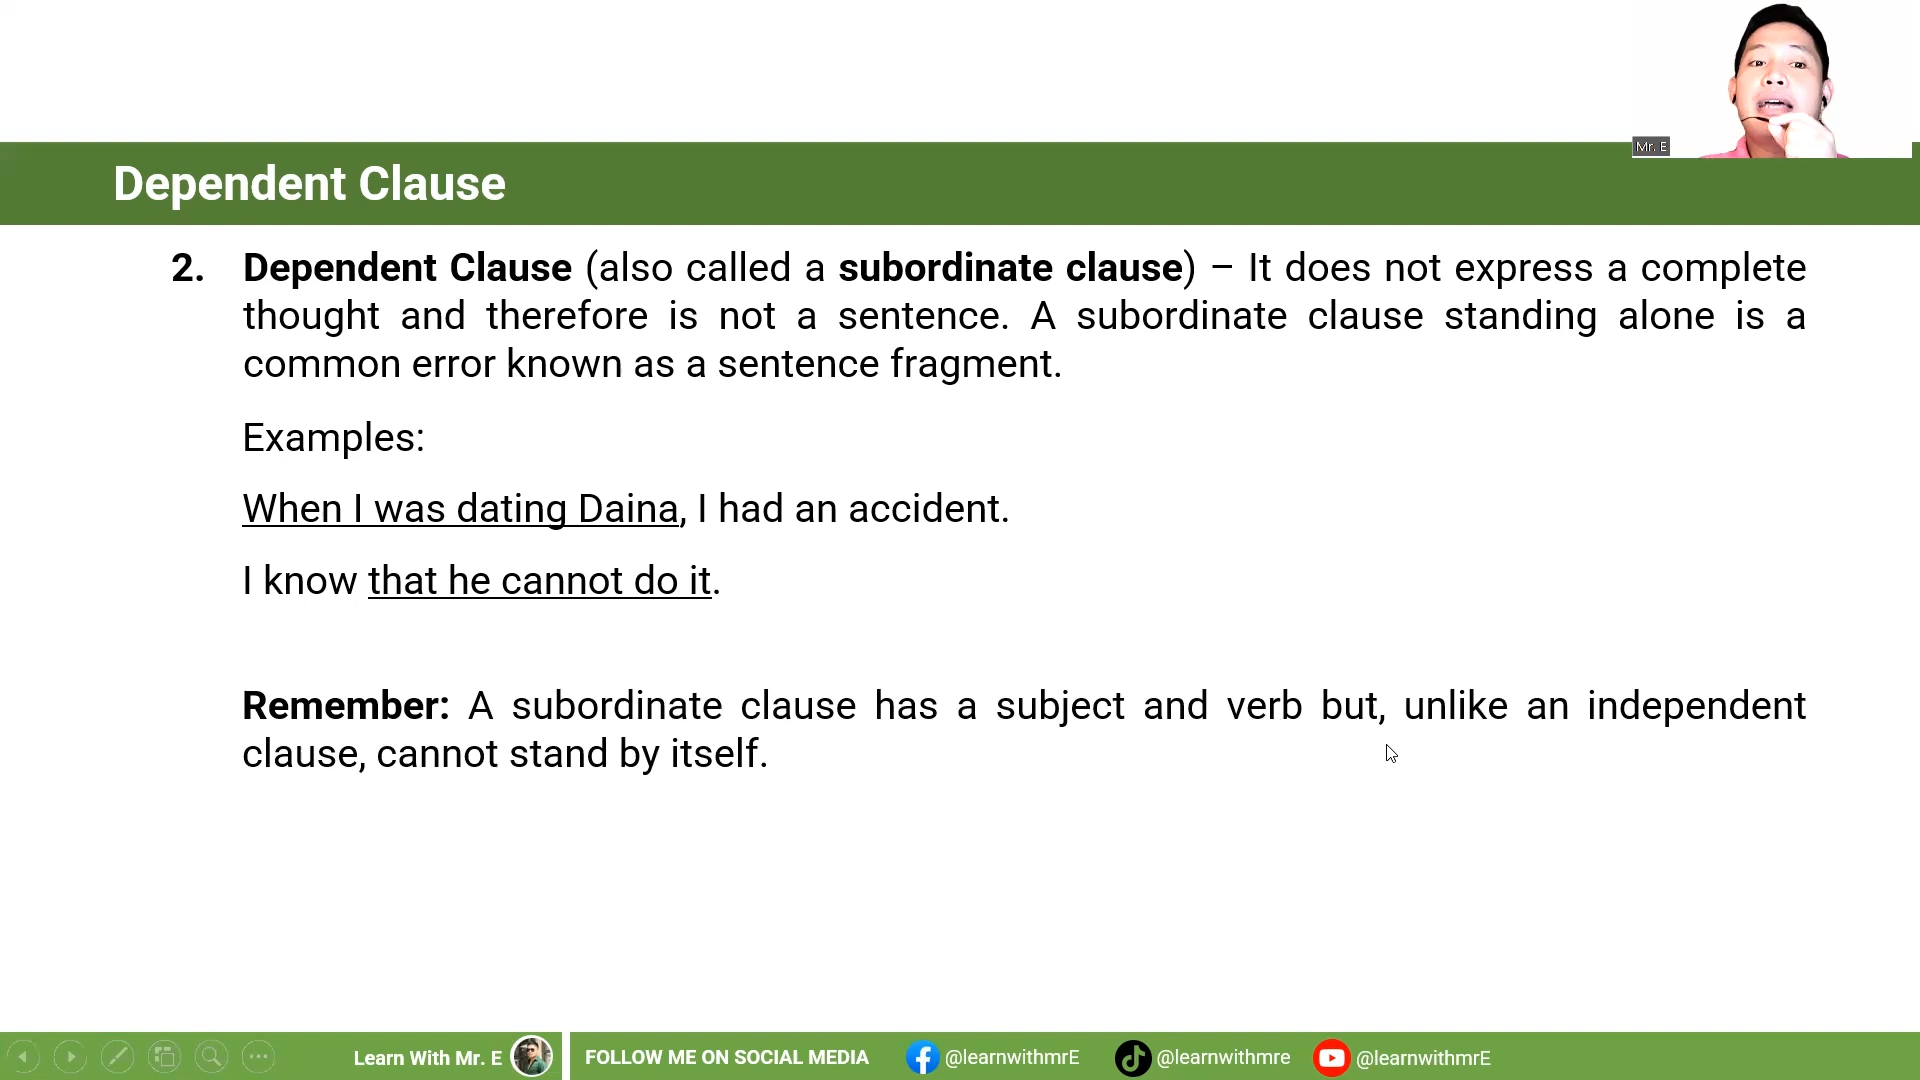 Mr. E
Dependent Clause
2. Dependent Clause (also called a subordinate clause) – It does not express a complete
thought and therefore is not a sentence. A subordinate clause standing alone is a
common error known as a sentence fragment.
Examples:
When I was dating Daina, I had an accident.
I know that he cannot do it.
Remember: A subordinate clause has a subject and verb but, unlike an independent
clause, cannot stand by itself.
Learn With Mr. E
FOLLOW ME ON SOCIAL MEDIA @learnwithmrE @learnwithmre @learnwithmrE